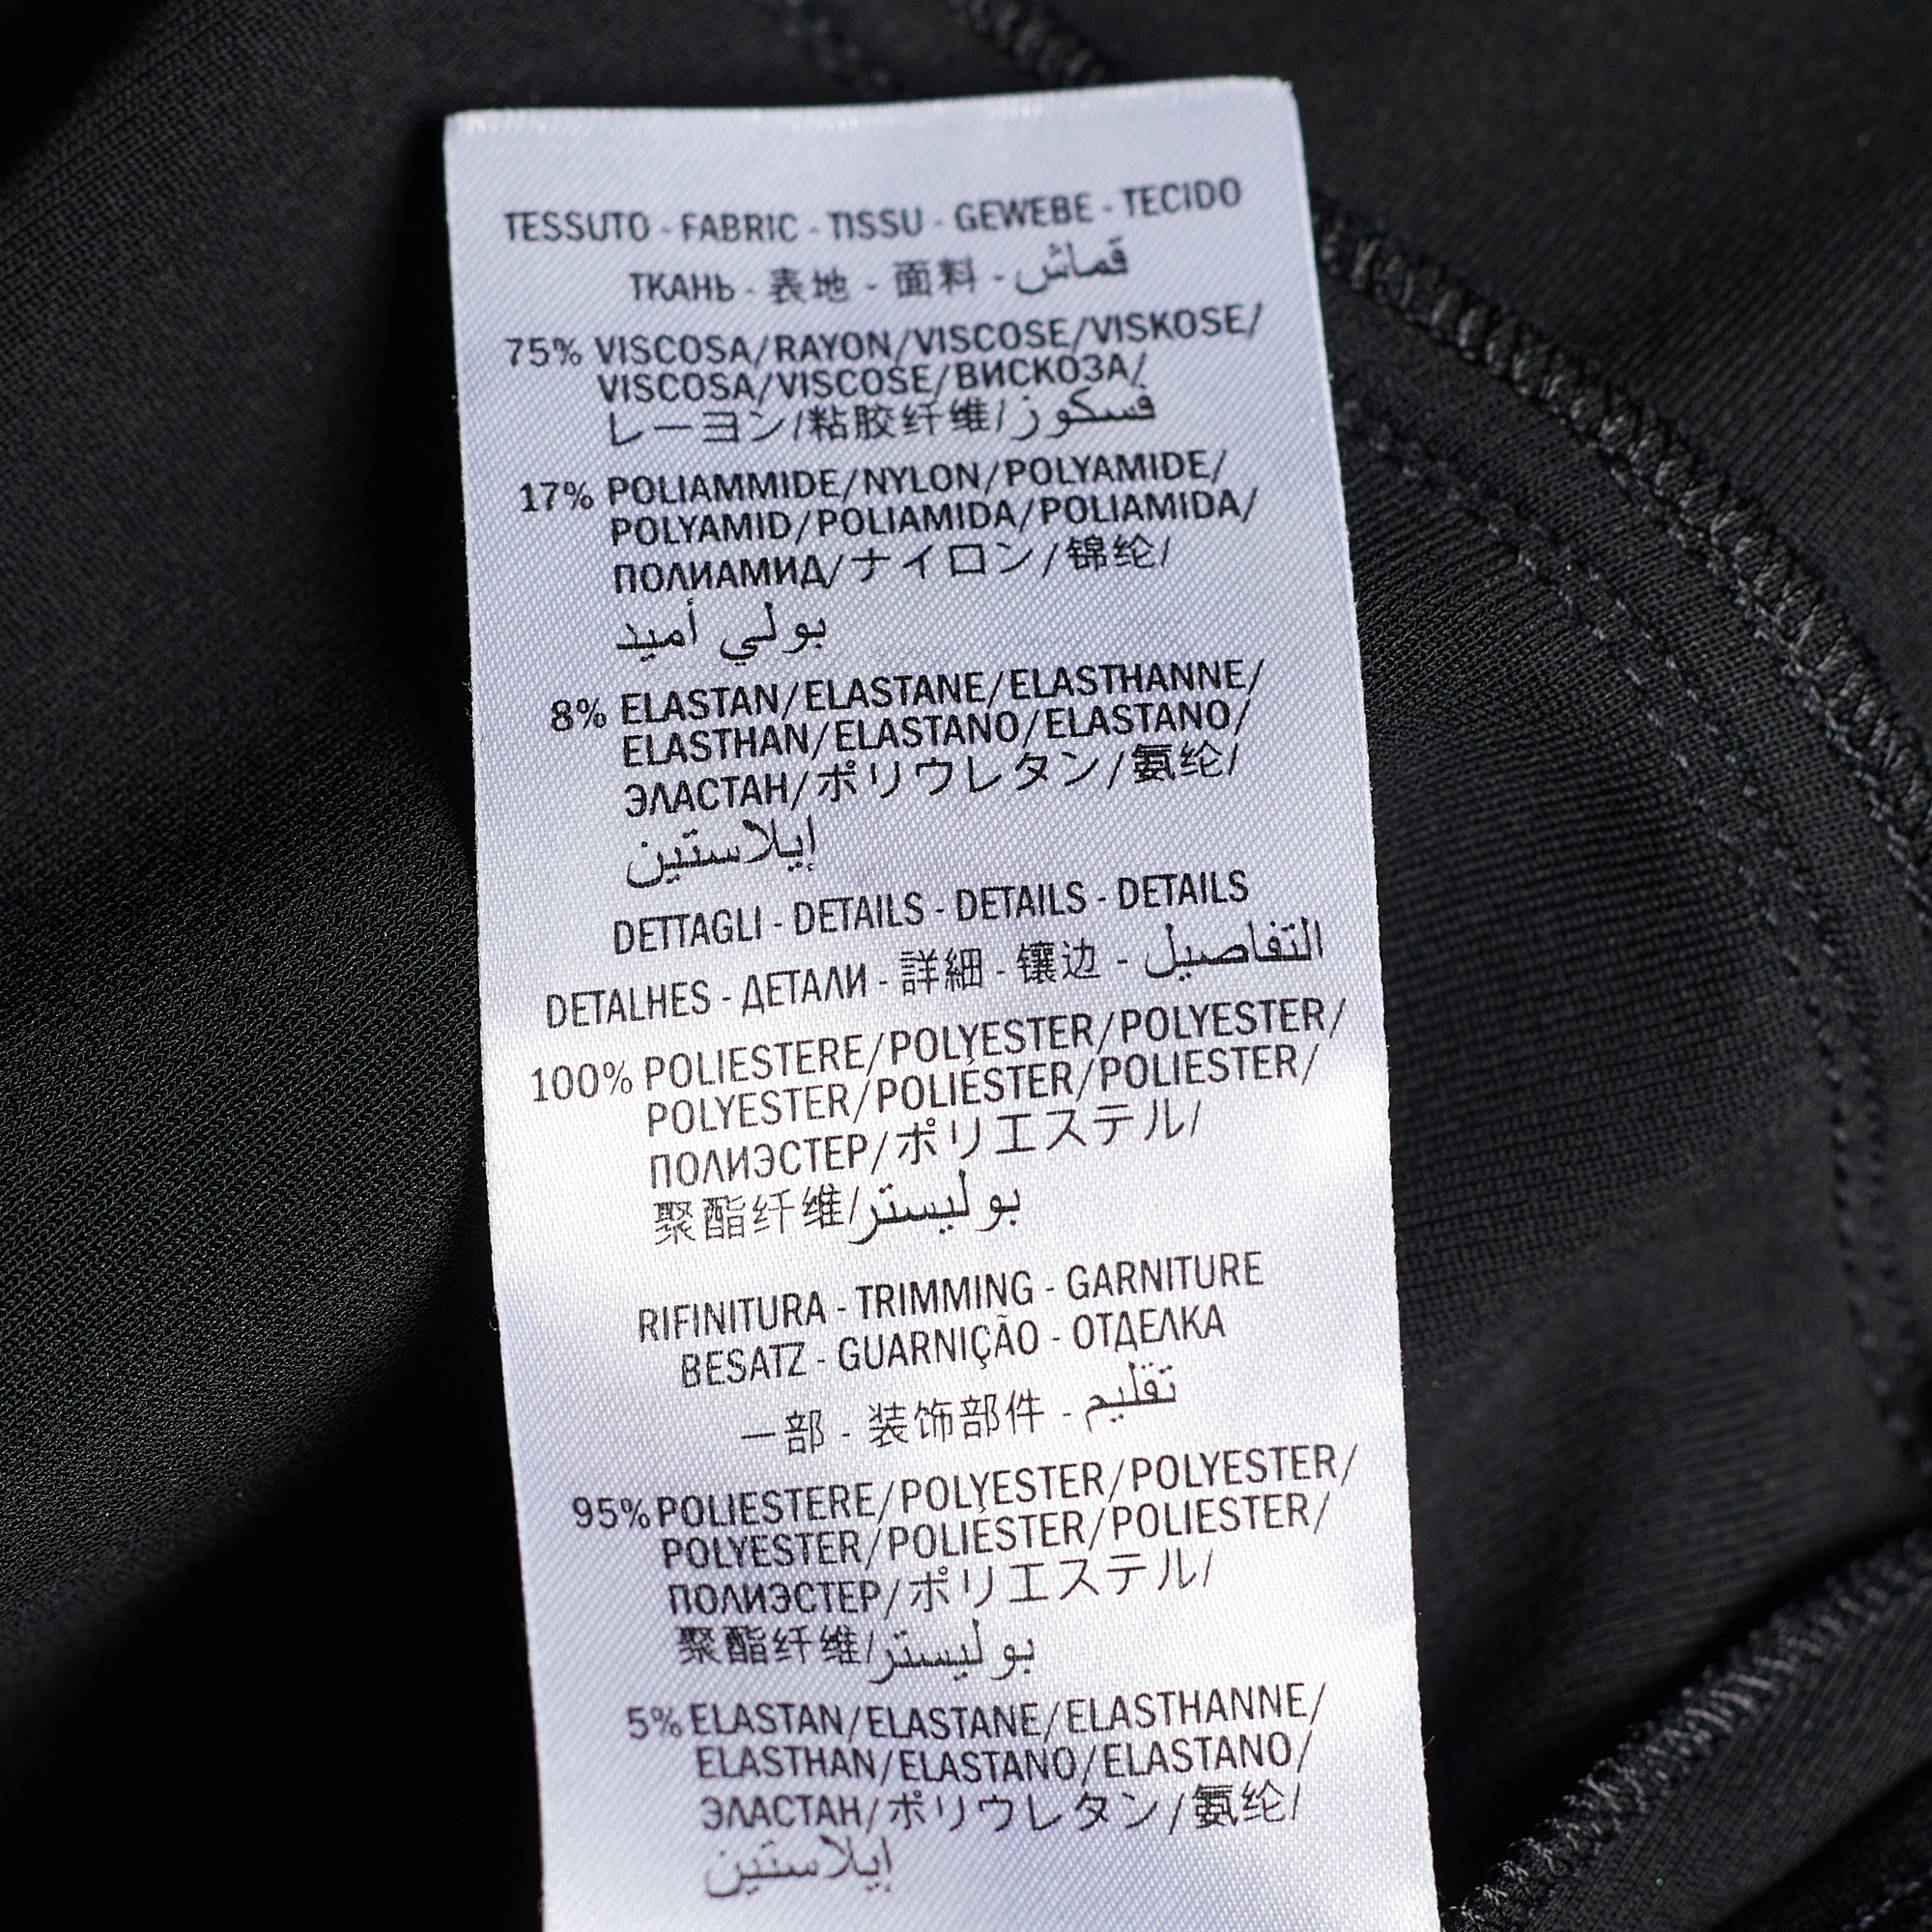 TESSUTO - FABRIC - TISSU - GEWEBE - TECIDO
ТКАНЬ - 表地 - 面料 - قماش
75% VISCOSA/RAYON/VISCOSE/VISKOSE/
VISCOSA/VISCOSE/ВИСКОЗА/
レーヨン/粘胶纤维/فسكوز
17% POLIAMMIDE/NYLON/POLYAMIDE/
POLYAMID/POLIAMIDA/POLIAMIDA/
ПОЛИАМИД/ナイロン/锦纶/
بولي أميد
8% ELASTAN/ELASTANE/ELASTHANNE/
ELASTHAN/ELASTANO/ELASTANO/
ЭЛАСТАН/ポリウレタン/氨纶/
إيلاستين
DETTAGLI - DETAILS - DETAILS - DETAILS
DETALHES - ДЕТАЛИ - 詳細 - 镶边 - التفاصيل
100% POLIESTERE/POLYESTER/POLYESTER/
POLYESTER/POLIÉSTER/POLIESTER/
ПОЛИЭСТЕР/ポリエステル/
聚酯纤维/بوليستر
RIFINITURA - TRIMMING - GARNITURE
BESATZ - GUARNIÇÃO - ОТДЕЛКА
一部 - 装饰部件 - تقليم
95% POLIESTERE/POLYESTER/POLYESTER/
POLYESTER/POLIÉSTER/POLIESTER/
ПОЛИЭСТЕР/ポリエステル/
聚酯纤维/بوليستر
5% ELASTAN/ELASTANE/ELASTHANNE/
ELASTHAN/ELASTANO/ELASTANO/
ЭЛАСТАН/ポリウレタン/氨纶/
إيلاستين